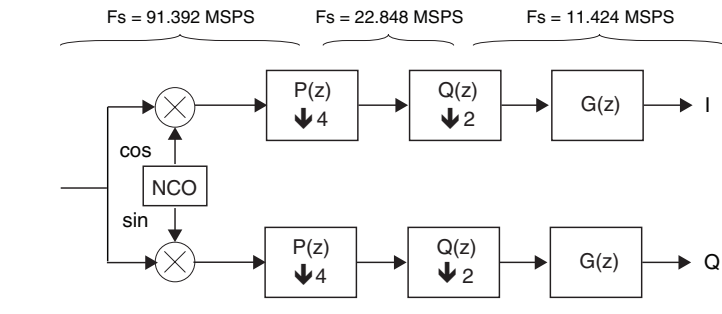 Fs = 91.392 MSPS
Fs = 22.848 MSPS
Fs = 11.424 MSPS
P(z)
↓4
Q(z)
↓2
G(z)
I
cos
NCO
sin
P(z)
↓4
Q(z)
↓2
G(z)
Q